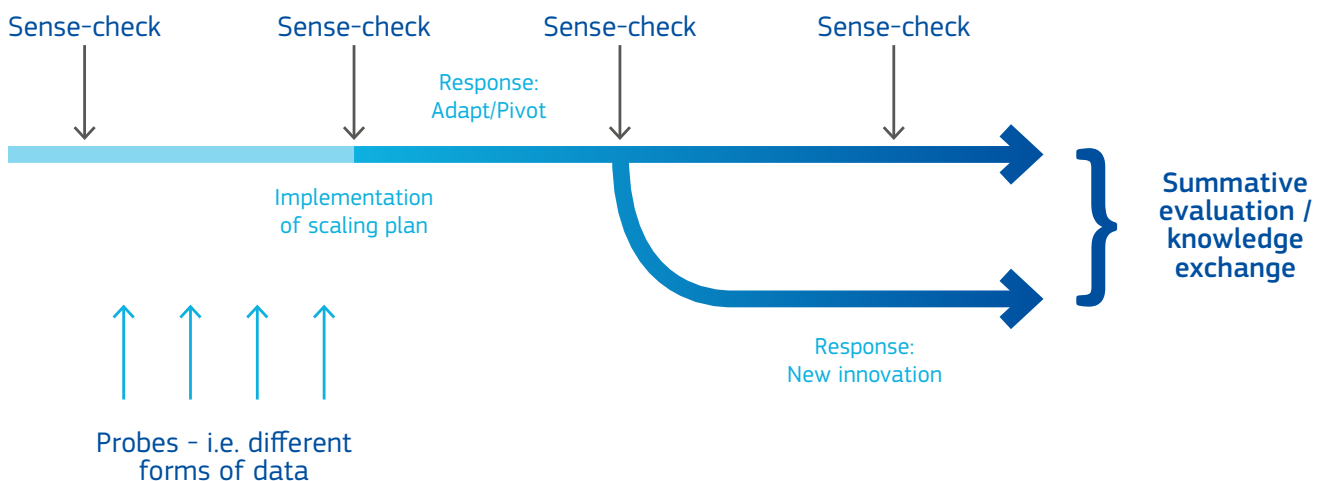 Sense-check
Sense-check
Sense-check
Sense-check
Response:
Adapt/Pivot
Implementation
of scaling plan
Summative
evaluation /
knowledge
exchange
Response:
New innovation
Probes - i.e. different
forms of data